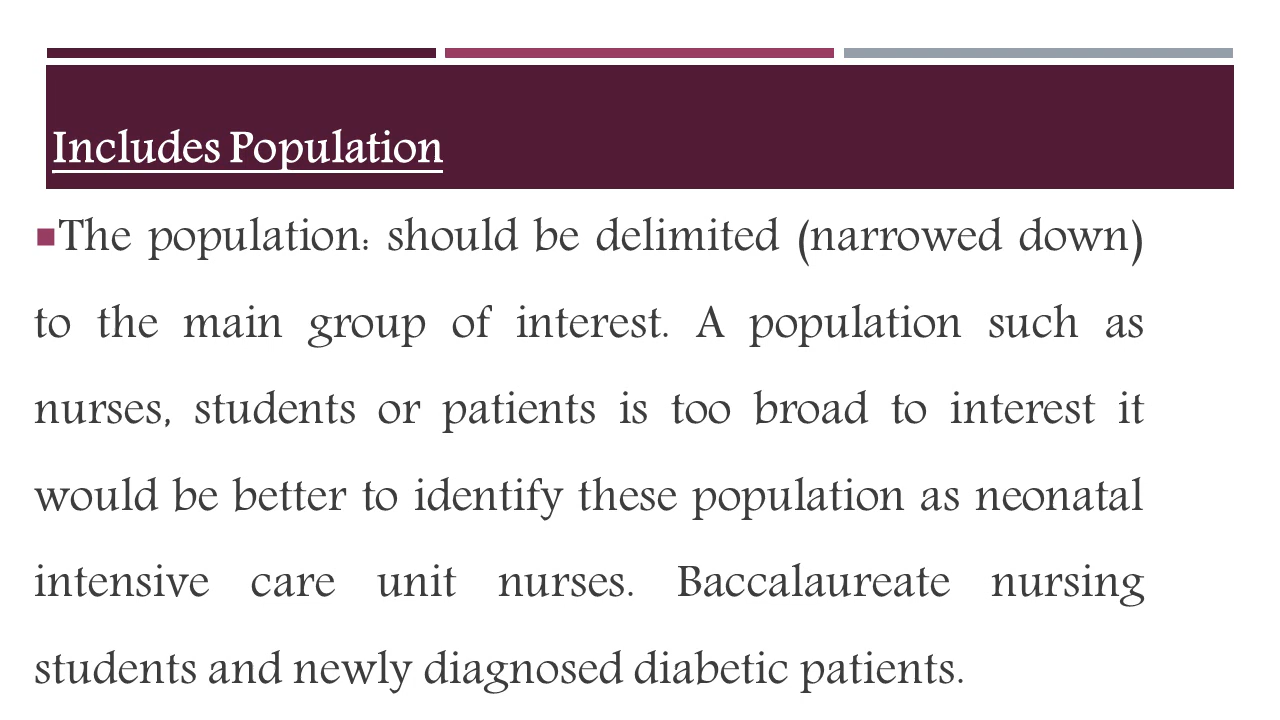 Includes Population
The population: should be delimited (narrowed down)
to the main group of interest. A population such as
nurses, students or patients is too broad to interest it
would be better to identify these population as neonatal
intensive care unit nurses. Baccalaureate nursing
students and newly diagnosed diabetic patients.